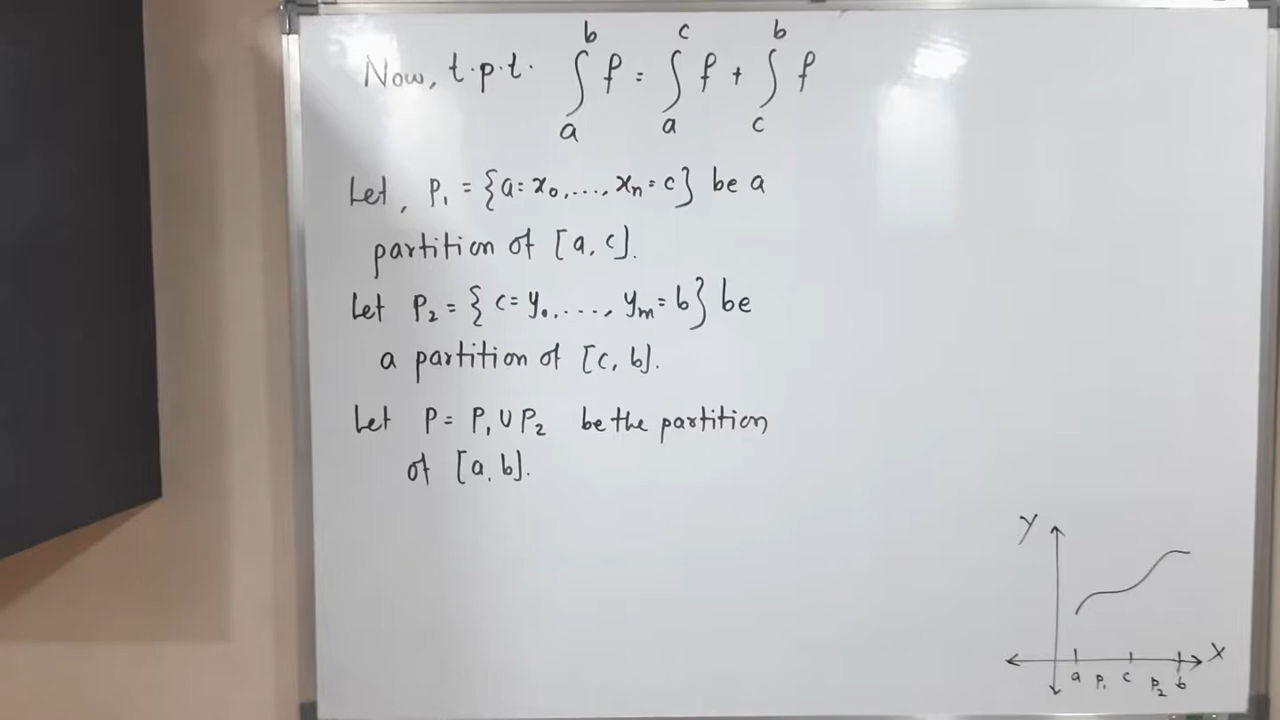 Now, t.p.t. ∫_a^b f = ∫_a^c f + ∫_c^b f
Let, P₁ = {a = x₀, ..., xₙ = c} be a
partition of [a, c].
Let P₂ = { c = y₀, ...., yₘ = b} be
a partition of [c, b].
Let P = P₁ ∪ P₂ be the partition
of [a, b].
Y
X
a P₁ c P₂ b